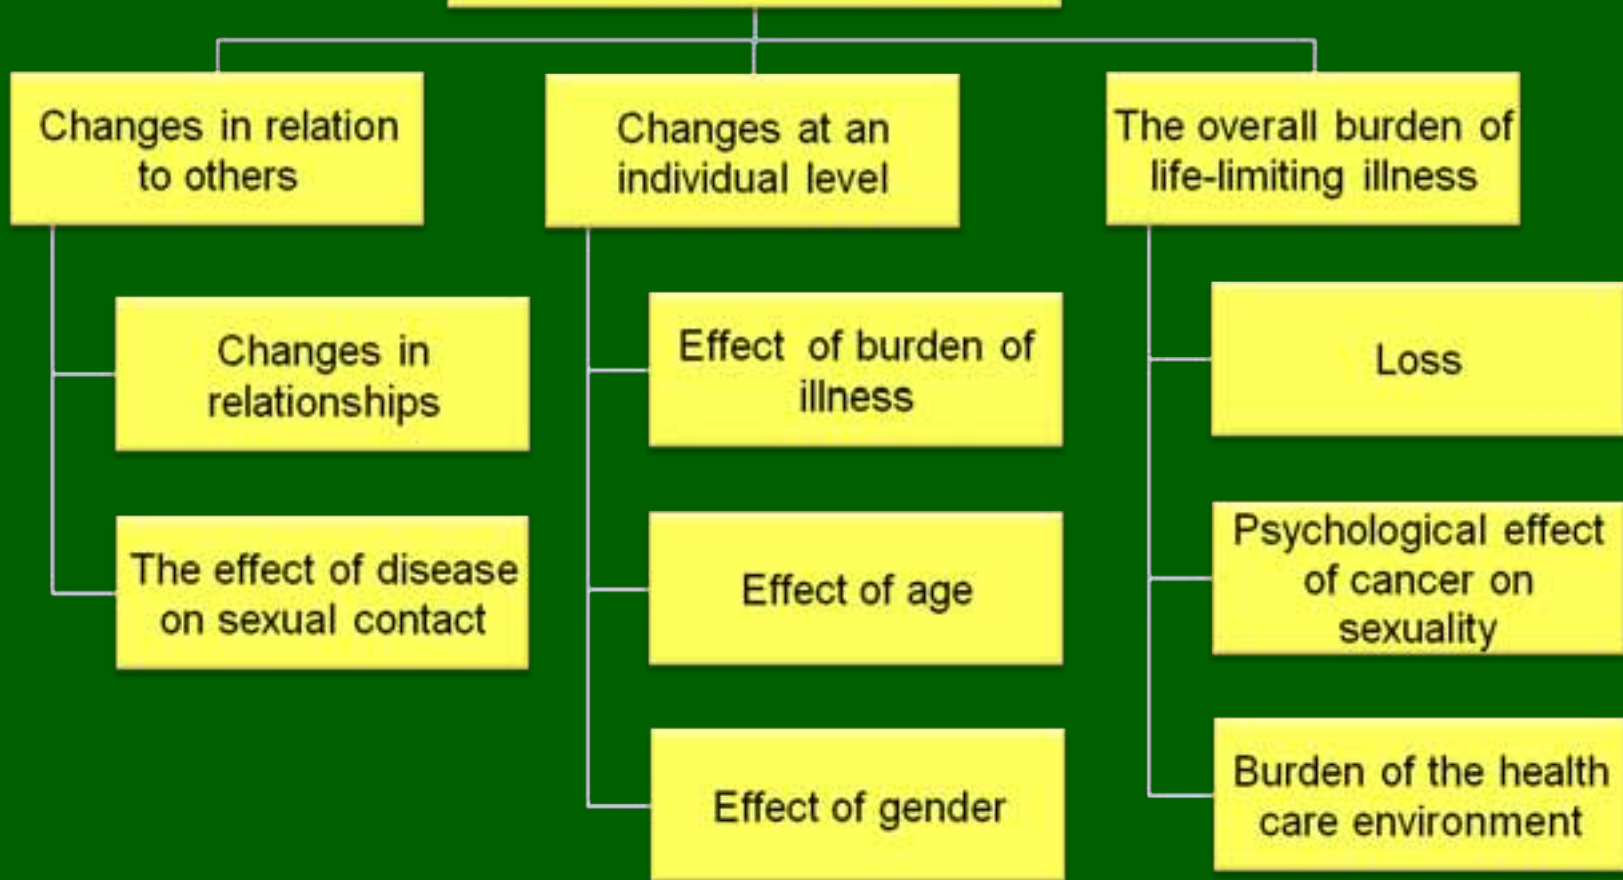 Changes in relation
to others
Changes in
relationships
The effect of disease
on sexual contact
Changes at an
individual level
Effect of burden of
illness
Effect of age
Effect of gender
The overall burden of
life-limiting illness
Loss
Psychological effect
of cancer on
sexuality
Burden of the health
care environment